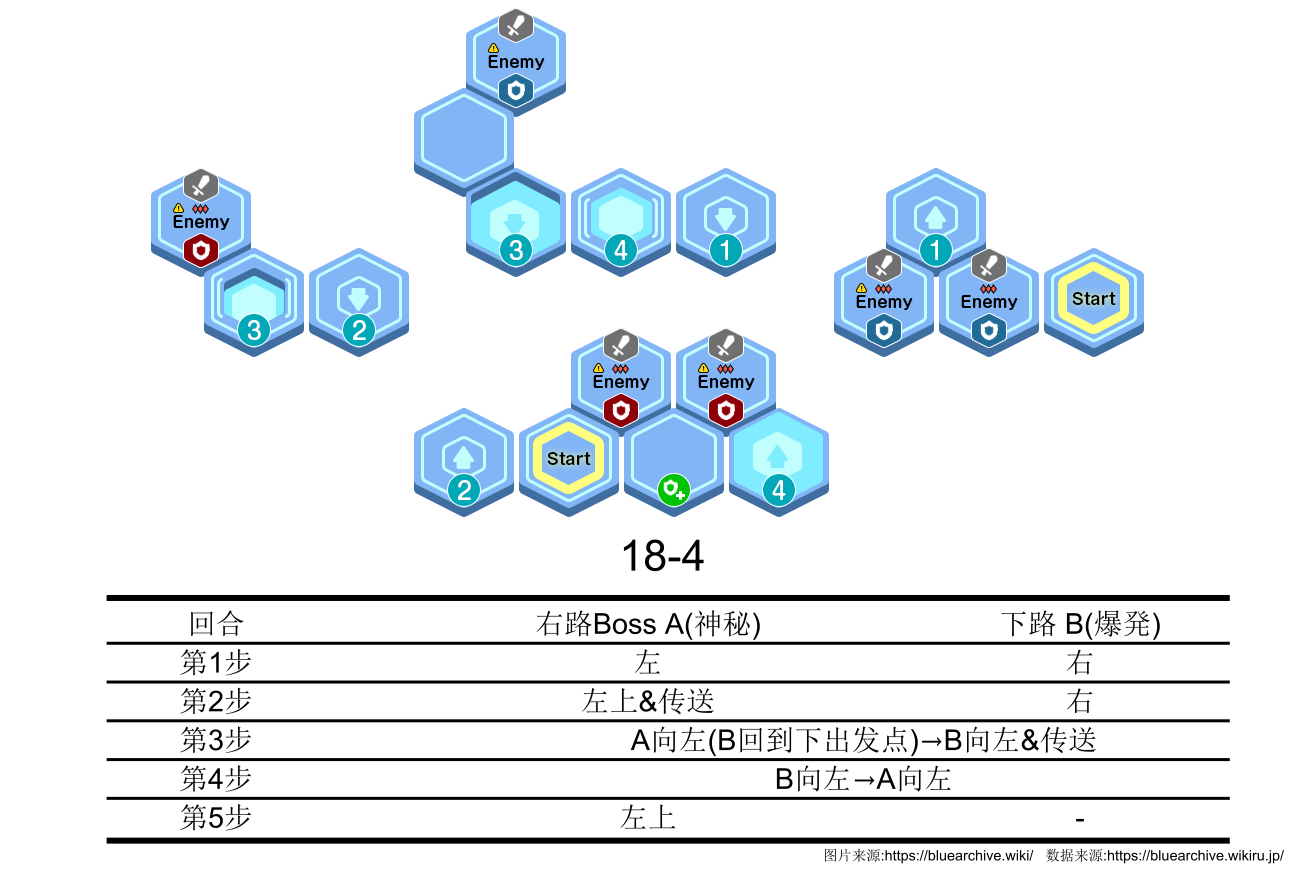 Enemy
Enemy
3
4
1
1
3
2
Enemy
Enemy
Start
Enemy
Enemy
2
Start
4
18-4
回合 右路Boss A(神秘) 下路 B(爆発)
第1步 左 右
第2步 左上&传送 右
第3步 A向左(B回到下出发点)→B向左&传送
第4步 B向左→A向左
第5步 左上 -
图片来源:https://bluearchive.wiki/ 数据来源:https://bluearchive.wikiru.jp/